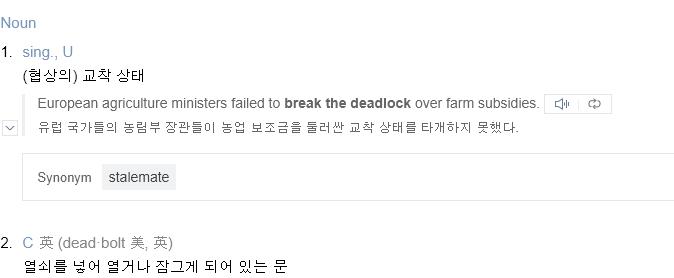 Noun
1. sing., U
(협상의) 교착 상태
European agriculture ministers failed to break the deadlock over farm subsidies.
유럽 국가들의 농림부 장관들이 농업 보조금을 둘러싼 교착 상태를 타개하지 못했다.
Synonym stalemate
2. C 英 (dead·bolt 美, 英)
열쇠를 넣어 열거나 잠그게 되어 있는 문